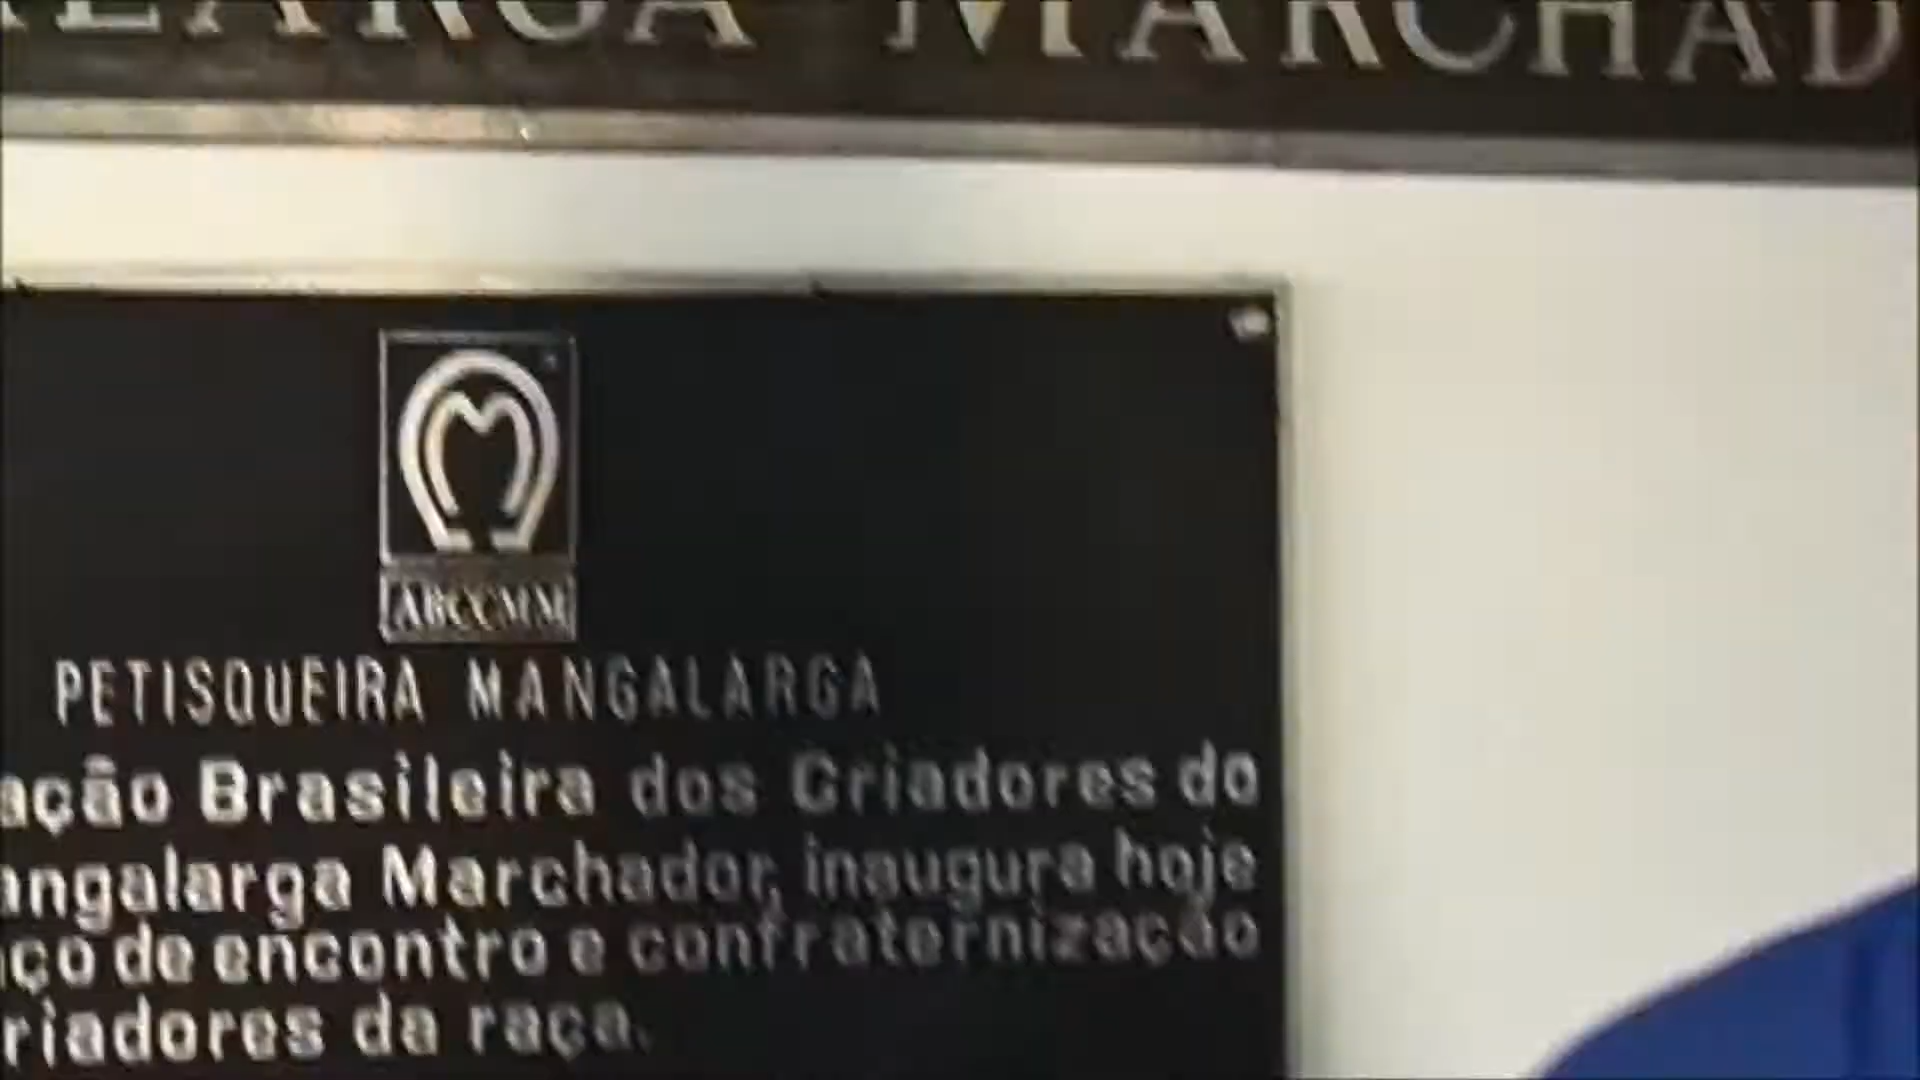 MARCHAD
ABCCMM
PETISQUEIRA MANGALARGA
ação Brasileira dos Criadores do
angalarga Marchador, inaugura hoje
ço de encontro e confraternização
riadores da raça.